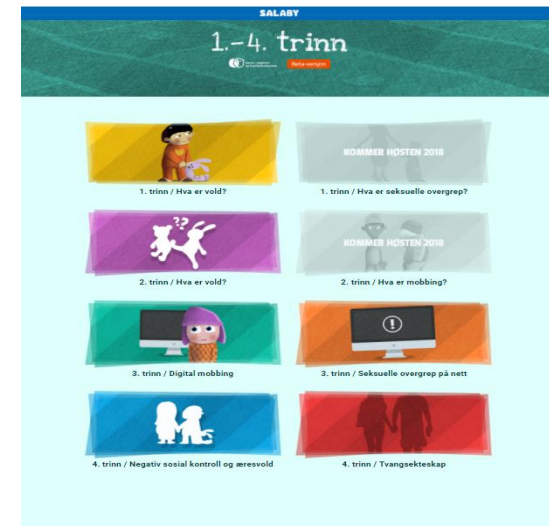 SALABY
1.–4. trinn
Beta-versjon
KOMMER HØSTEN 2018
1. trinn / Hva er vold?
1. trinn / Hva er seksuelle overgrep?
??
KOMMER HØSTEN 2018
2. trinn / Hva er vold?
2. trinn / Hva er mobbing?
!
3. trinn / Digital mobbing
3. trinn / Seksuelle overgrep på nett
4. trinn / Negativ sosial kontroll og æresvold
4. trinn / Tvangsekteskap